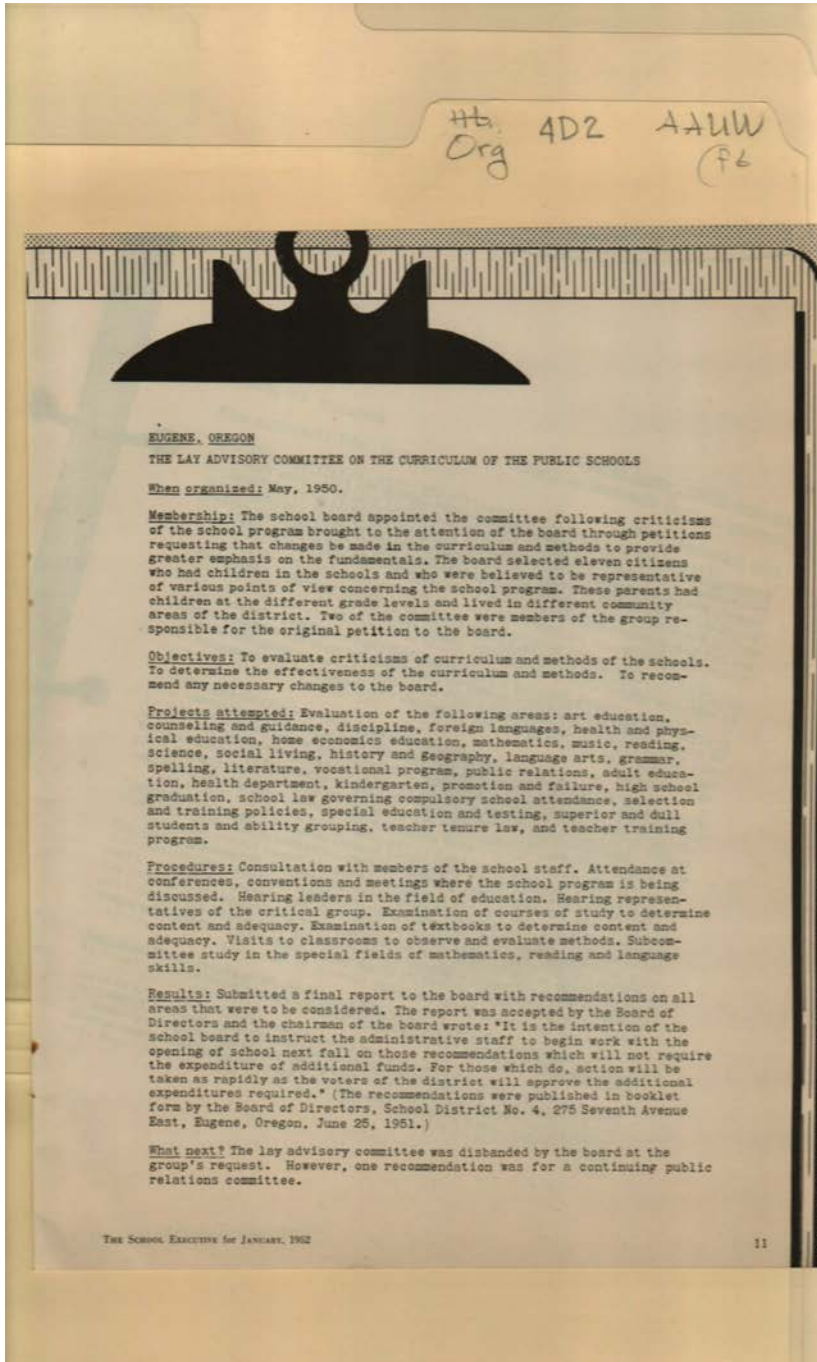 Org 4D2 AAUW
EUGENE, OREGON
THE LAY ADVISORY COMMITTEE ON THE CURRICULUM OF THE PUBLIC SCHOOLS
When organized: May, 1950.
Membership: The school board appointed the committee following criticisms
of the school program brought to the attention of the board through petitions
requesting that changes be made in the curriculum and methods to provide
greater emphasis on the fundamentals. The board selected eleven citizens
who had children in the schools and who were believed to be representative
of various points of view concerning the school program. These parents had
children at the different grade levels and lived in different community
areas of the district. Two of the committee were members of the group re-
sponsible for the original petition to the board.
Objectives: To evaluate criticisms of curriculum and methods of the schools.
To determine the effectiveness of the curriculum and methods. To recom-
mend any necessary changes to the board.
Projects attempted: Evaluation of the following areas: art education,
counseling and guidance, discipline, foreign languages, health and phys-
ical education, home economics education, mathematics, music, reading,
science, social living, history and geography, language arts, grammar,
spelling, literature, vocational program, public relations, adult educa-
tion, health department, kindergarten, promotion and failure, high school
graduation, school law governing compulsory school attendance, selection
and training policies, special education and testing, superior and dull
students and ability grouping, teacher tenure law, and teacher training
program.
Procedures: Consultation with members of the school staff. Attendance at
conferences, conventions and meetings where the school program is being
discussed. Hearing leaders in the field of education. Hearing represen-
tatives of the critical group. Examination of courses of study to determine
content and adequacy. Examination of textbooks to determine content and
adequacy. Visits to classrooms to observe and evaluate methods. Subcom-
mittee study in the special fields of mathematics, reading and language
skills.
Results: Submitted a final report to the board with recommendations on all
areas that were to be considered. The report was accepted by the Board of
Directors and the chairman of the board wrote: "It is the intention of the
school board to instruct the administrative staff to begin work with the
opening of school next fall on those recommendations which will not require
the expenditure of additional funds. For those which do, action will be
taken as rapidly as the voters of the district will approve the additional
expenditures required." (The recommendations were published in booklet
form by the Board of Directors, School District No. 4, 275 Seventh Avenue
East, Eugene, Oregon, June 25, 1951.)
What next? The lay advisory committee was disbanded by the board at the
group's request. However, one recommendation was for a continuing public
relations committee.
THE SCHOOL EXECUTIVE for JANUARY, 1952
11